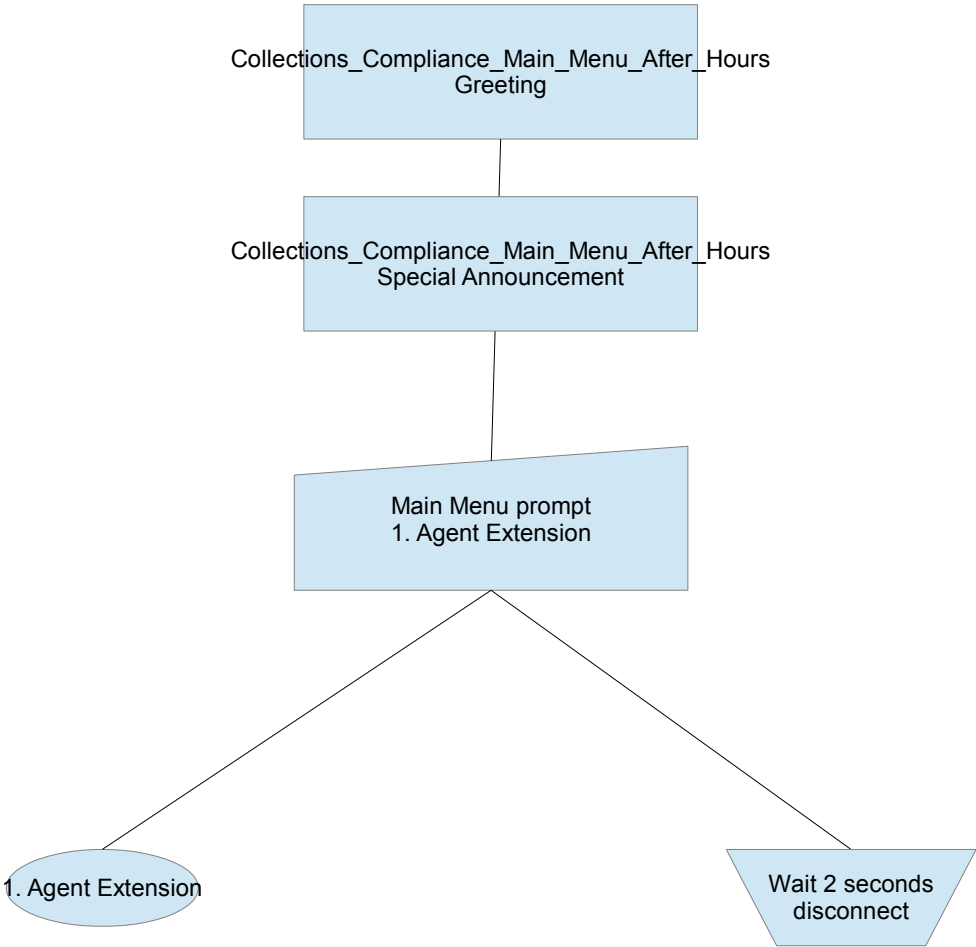 Collections_Compliance_Main_Menu_After_Hours
Greeting
Collections_Compliance_Main_Menu_After_Hours
Special Announcement
Main Menu prompt
1. Agent Extension
1. Agent Extension
Wait 2 seconds
disconnect